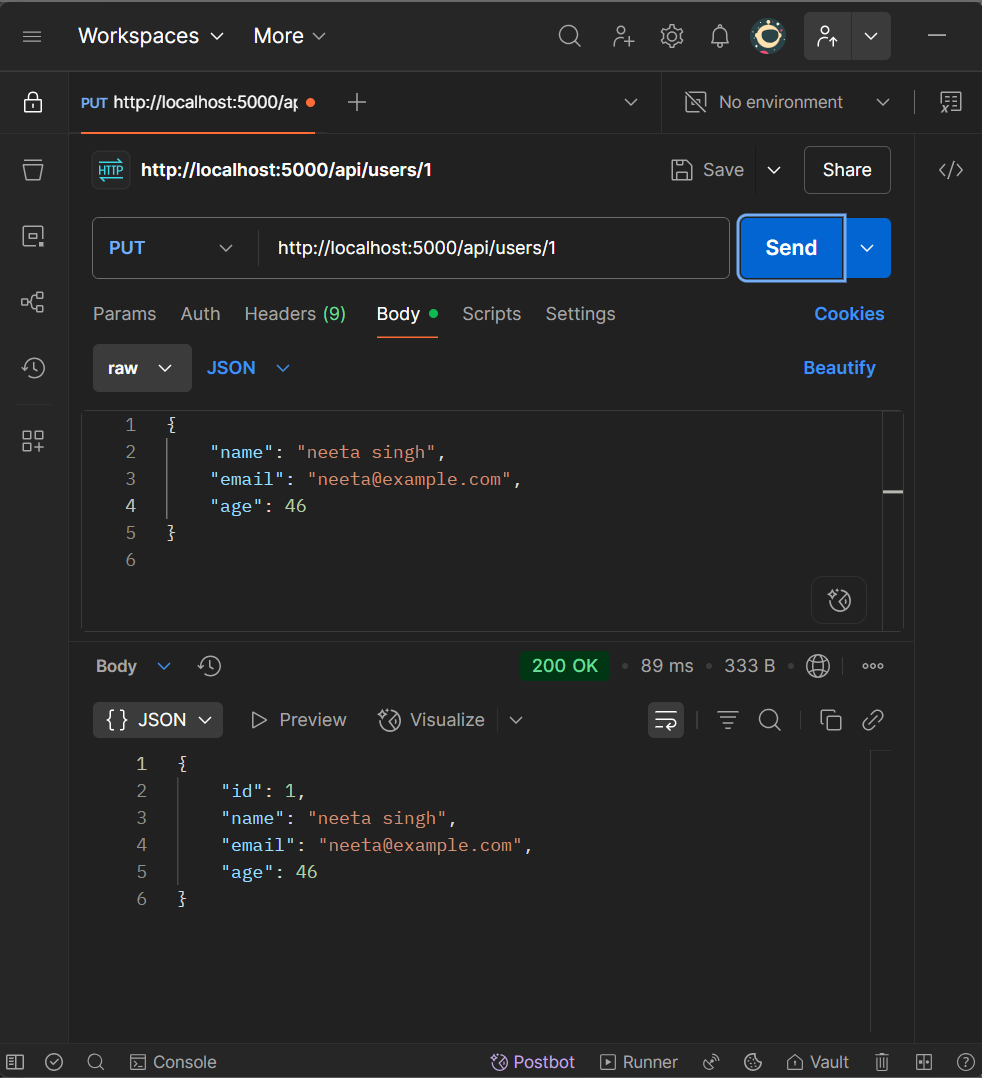 Workspaces More
PUT http://localhost:5000/ap No environment
HTTP http://localhost:5000/api/users/1 Save Share
PUT http://localhost:5000/api/users/1 Send
Params Auth Headers (9) Body Scripts Settings Cookies
raw JSON Beautify
1 {
2 "name": "neeta singh",
3 "email": "neeta@example.com",
4 "age": 46
5 }
6
Body 200 OK • 89 ms • 333 B •
{} JSON Preview Visualize
1 {
2 "id": 1,
3 "name": "neeta singh",
4 "email": "neeta@example.com",
5 "age": 46
6 }
Console Postbot Runner Vault